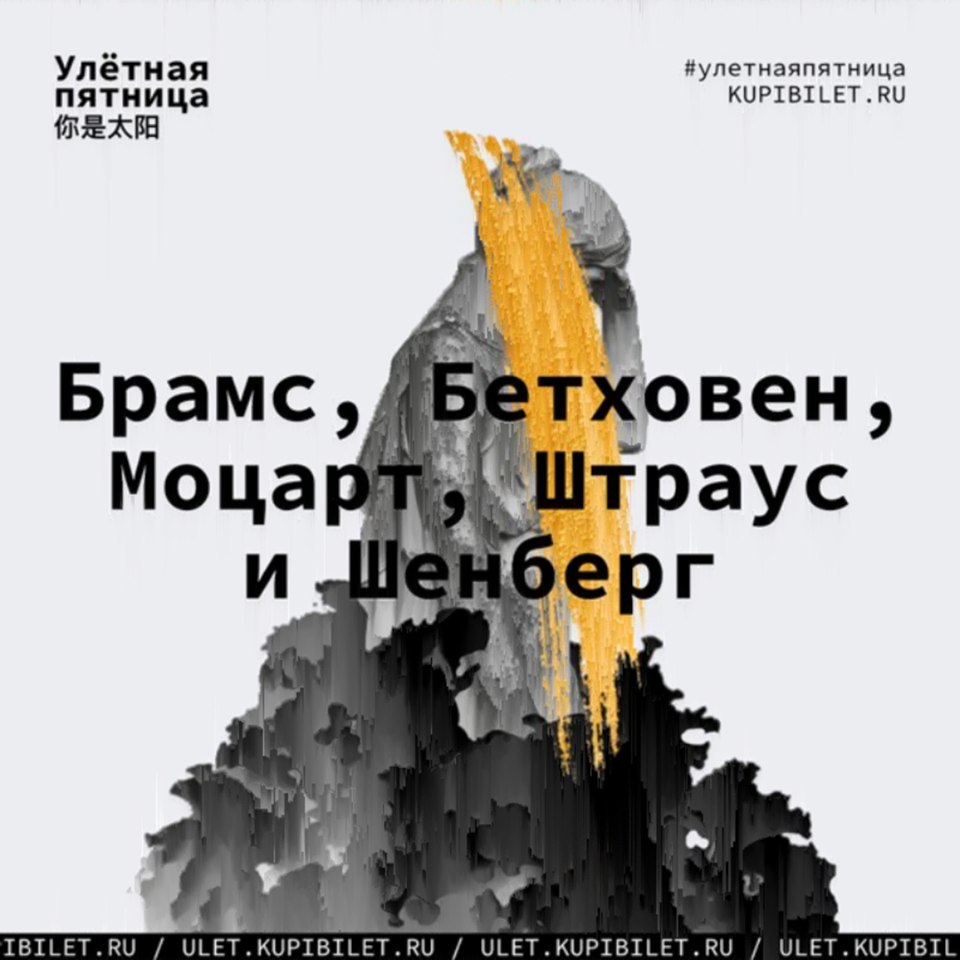 Улётная
пятница
你是太阳
#улетнаяпятница
KUPIBILET.RU
Брамс, Бетховен,
Моцарт, Штраус
и Шенберг
IBILET.RU / ULET.KUPIBILET.RU / ULET.KUPIBILET.RU / ULET.KUPIBIL